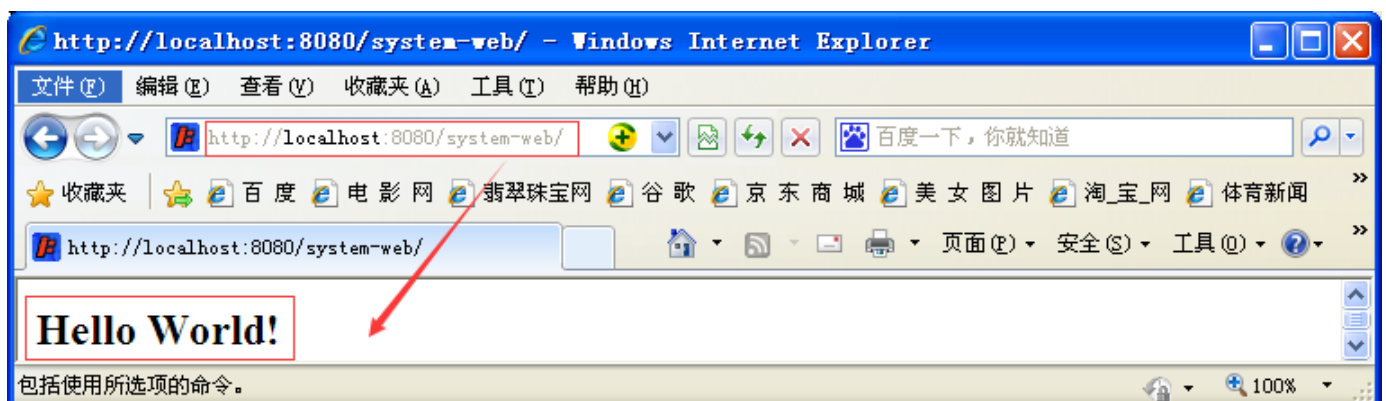 http://localhost:8080/system-web/ - Windows Internet Explorer
文件(F) 编辑(E) 查看(V) 收藏夹(A) 工具(T) 帮助(H)
http://localhost:8080/system-web/ 百度一下，你就知道
收藏夹 百 度 电 影 网 翡翠珠宝网 谷 歌 京 东 商 城 美 女 图 片 淘_宝_网 体育新闻 »
http://localhost:8080/system-web/ 页面(P) 安全(S) 工具(O) »
Hello World!
包括使用所选项的命令。 100%